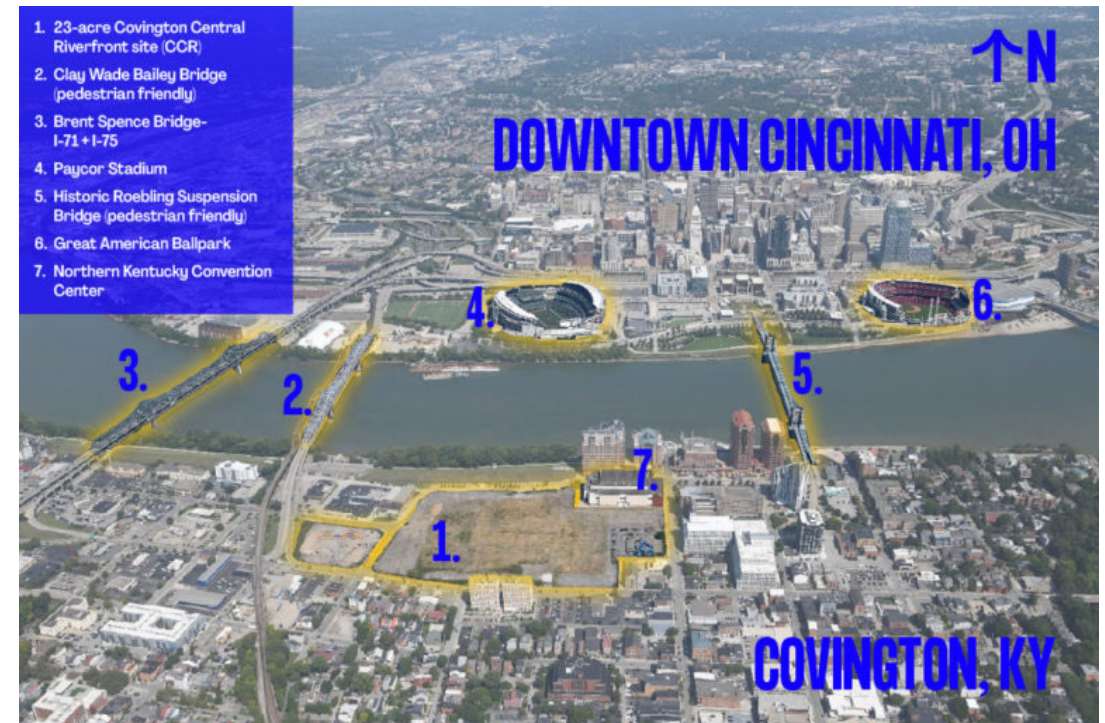 1. 23-acre Covington Central
Riverfront site (CCR)
2. Clay Wade Bailey Bridge
(pedestrian friendly)
3. Brent Spence Bridge-
I-71 + I-75
4. Paycor Stadium
5. Historic Roebling Suspension
Bridge (pedestrian friendly)
6. Great American Ballpark
7. Northern Kentucky Convention
Center
↑N
DOWNTOWN CINCINNATI, OH
4.
6.
3.
2.
5.
7.
1.
COVINGTON, KY